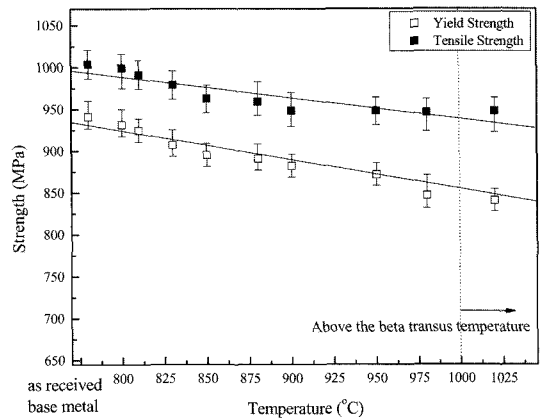 Yield Strength
Tensile Strength
1050
1000
950
900
850
800
750
700
650
Strength (MPa)
Above the beta transus temperature
800
825
850
875
900
925
950
975
1000
1025
as received
base metal
Temperature (°C)